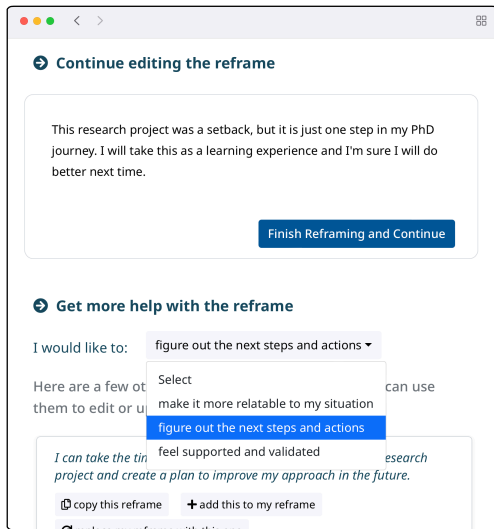 Continue editing the reframe
This research project was a setback, but it is just one step in my PhD
journey. I will take this as a learning experience and I'm sure I will do
better next time.
Finish Reframing and Continue
Get more help with the reframe
I would like to: figure out the next steps and actions
Select
make it more relatable to my situation
figure out the next steps and actions
feel supported and validated
Here are a few can use
them to edit or
I can take the
project and create a plan to improve my approach in the future.
copy this reframe add this to my reframe